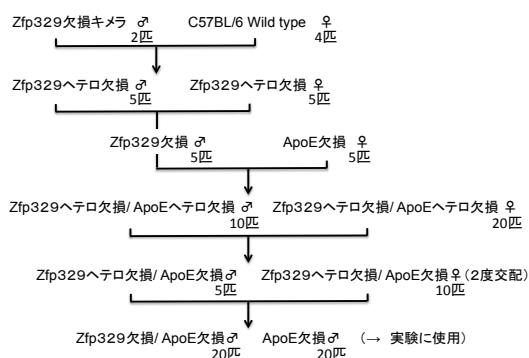 Zfp329欠損キメラ ♂ C57BL/6 Wild type ♀
2匹 4匹
Zfp329ヘテロ欠損 ♂ Zfp329ヘテロ欠損 ♀
5匹 5匹
Zfp329欠損 ♂ ApoE欠損 ♀
5匹 5匹
Zfp329ヘテロ欠損/ ApoEヘテロ欠損 ♂ Zfp329ヘテロ欠損/ ApoEヘテロ欠損 ♀
10匹 20匹
Zfp329ヘテロ欠損/ ApoE欠損♂ Zfp329ヘテロ欠損/ ApoE欠損♀(2度交配)
5匹 10匹
Zfp329欠損/ ApoE欠損♂ ApoE欠損♂ (→ 実験に使用)
20匹 20匹